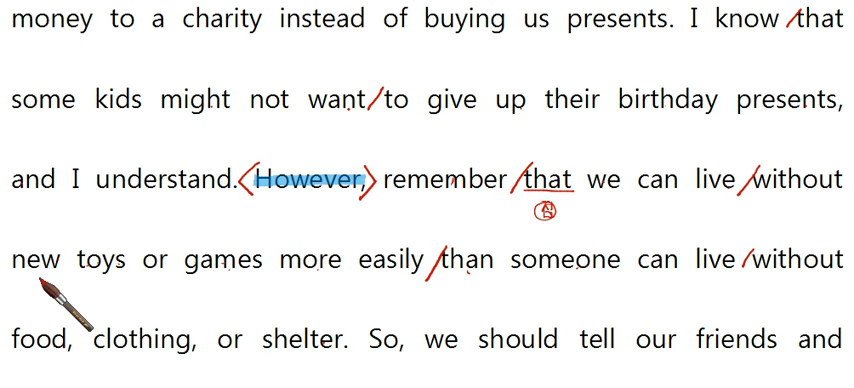 money to a charity instead of buying us presents. I know that
some kids might not want to give up their birthday presents,
and I understand. However, remember that we can live without
접
new toys or games more easily than someone can live without
food, clothing, or shelter. So, we should tell our friends and